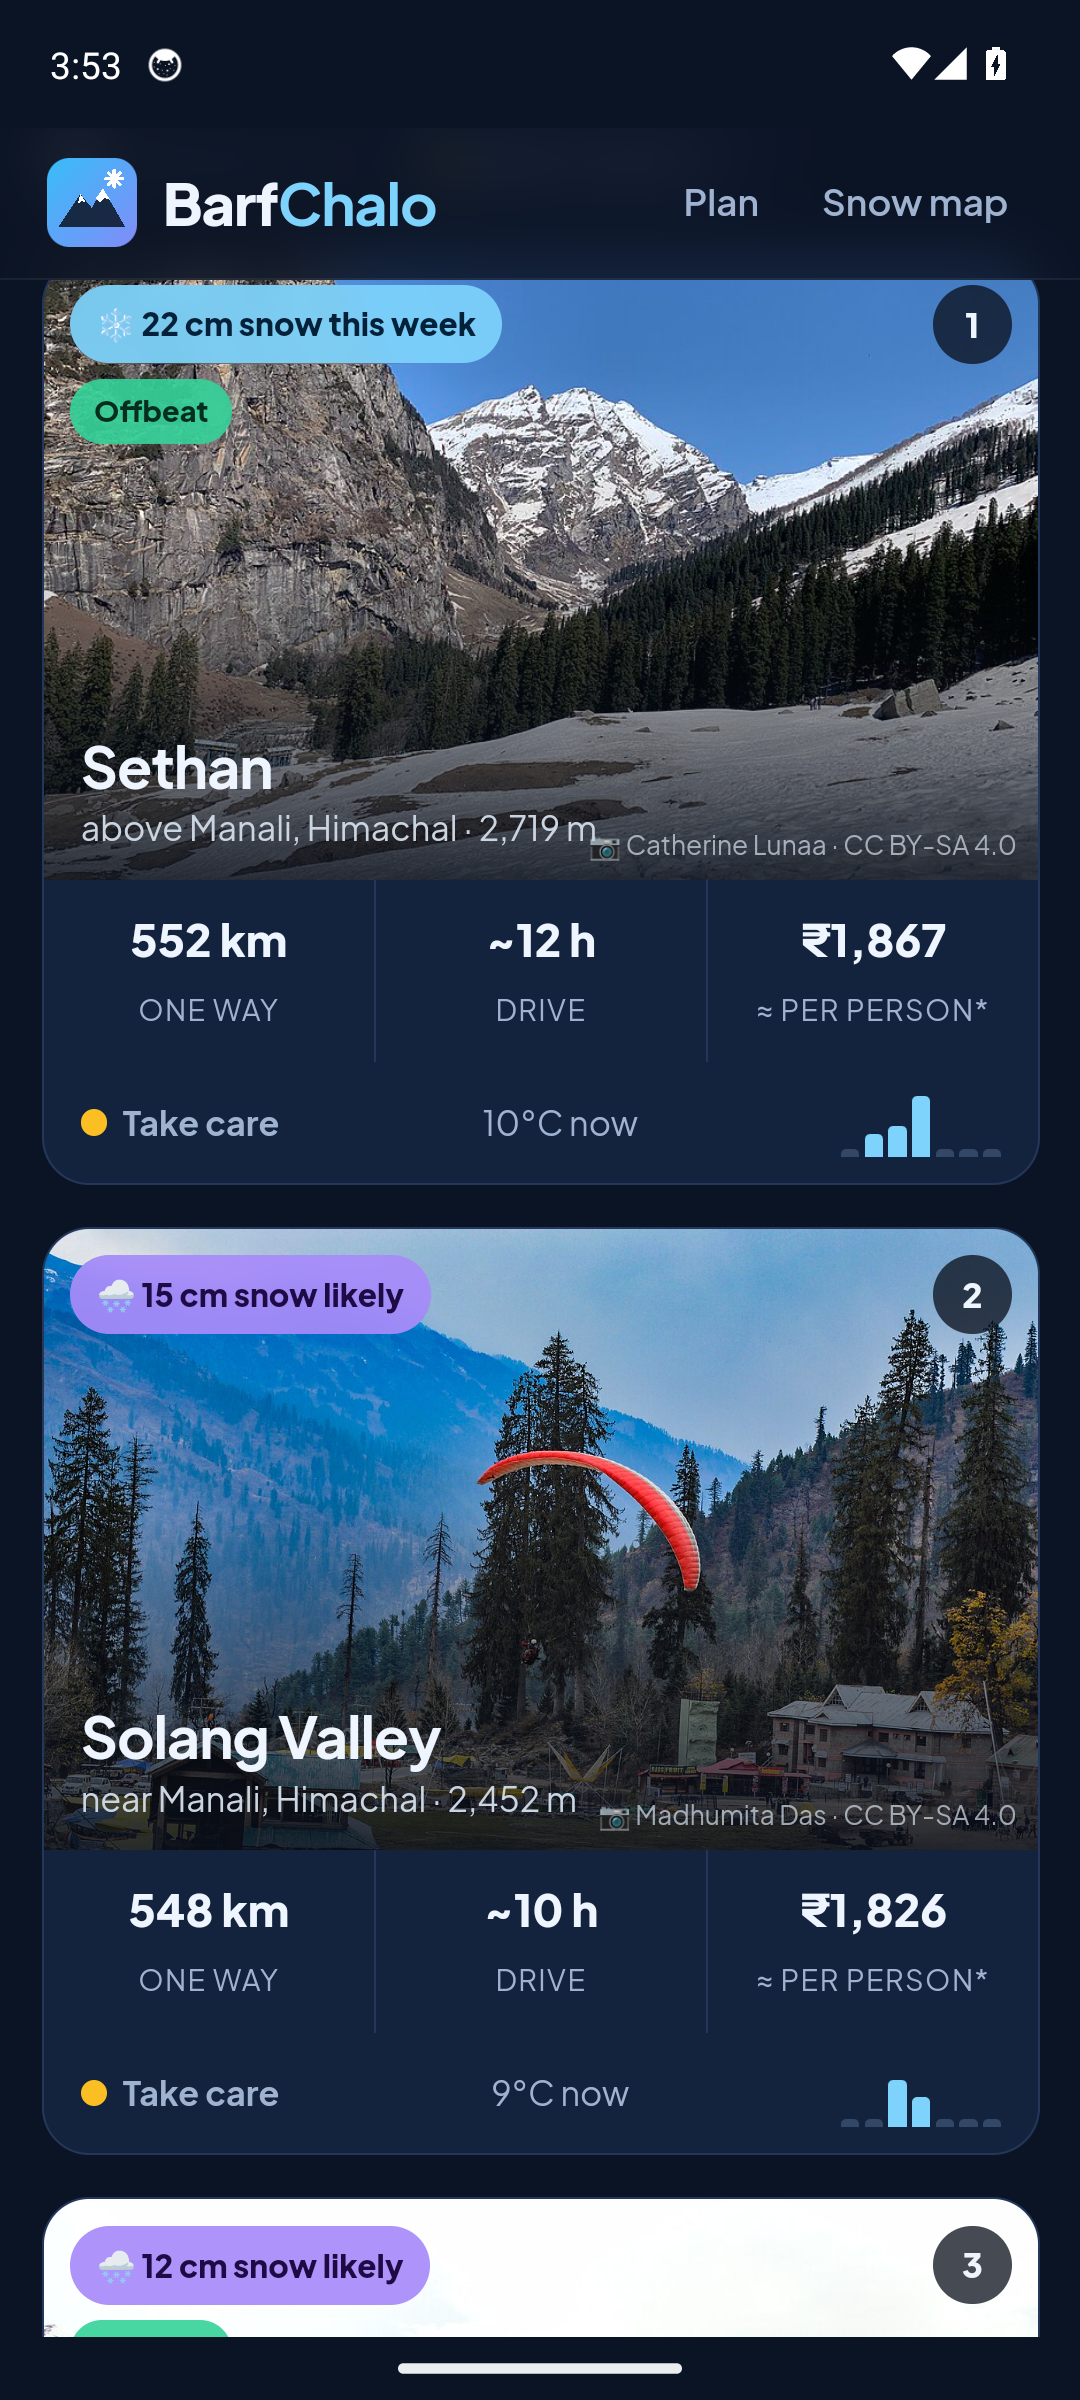 3:53
BarfChalo
Plan
Snow map
22 cm snow this week
1
Offbeat
Sethan
above Manali, Himachal · 2,719 m
Catherine Lunaa · CC BY-SA 4.0
552 km
~12 h
₹1,867
ONE WAY
DRIVE
≈ PER PERSON*
Take care
10°C now
15 cm snow likely
2
Solang Valley
near Manali, Himachal · 2,452 m
Madhumita Das · CC BY-SA 4.0
548 km
~10 h
₹1,826
ONE WAY
DRIVE
≈ PER PERSON*
Take care
9°C now
12 cm snow likely
3